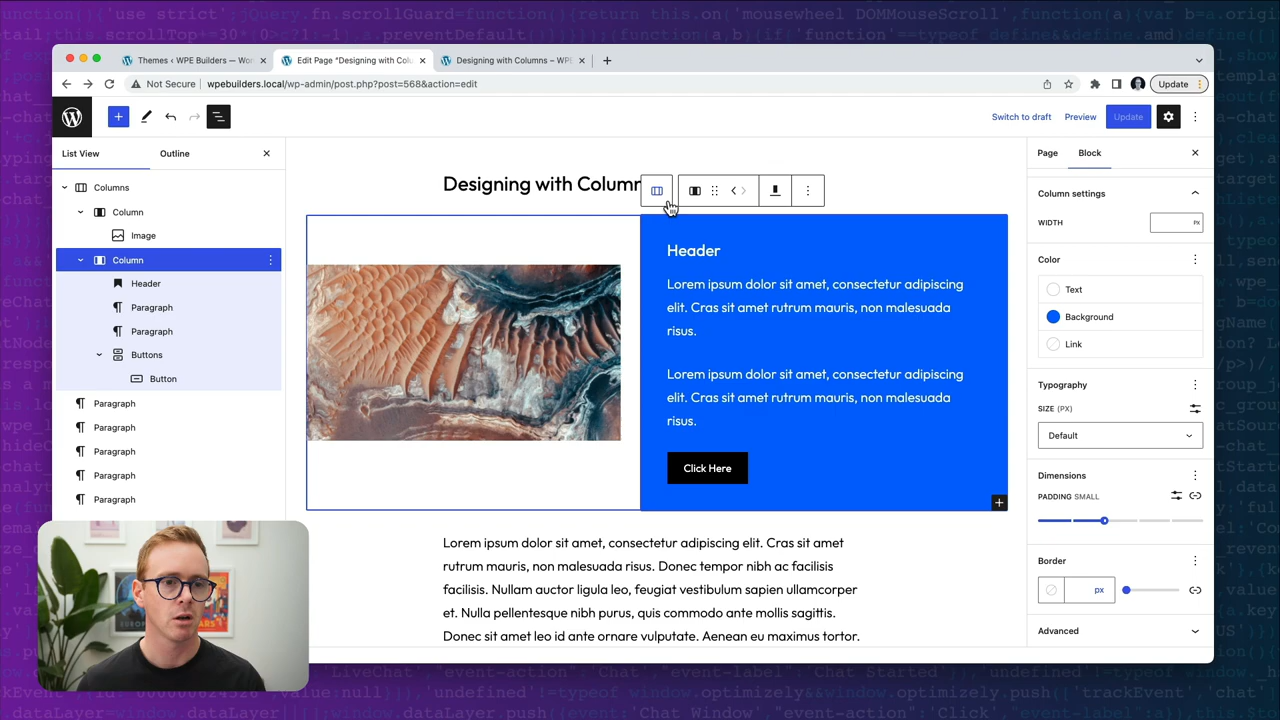 Themes ‹ WPE Builders — Wo
Edit Page "Designing with Colu
Designing with Columns – WPE
Not Secure
wpebuilders.local/wp-admin/post.php?post=568&action=edit
Update
Switch to draft
Preview
Update
List View
Outline
Columns
Column
Image
Column
Header
Paragraph
Paragraph
Buttons
Button
Paragraph
Paragraph
Paragraph
Paragraph
Paragraph
Designing with Colum
Header
Lorem ipsum dolor sit amet, consectetur adipiscing
elit. Cras sit amet rutrum mauris, non malesuada
risus.
Lorem ipsum dolor sit amet, consectetur adipiscing
elit. Cras sit amet rutrum mauris, non malesuada
risus.
Click Here
Lorem ipsum dolor sit amet, consectetur adipiscing elit. Cras sit amet
rutrum mauris, non malesuada risus. Donec tempor nibh ac facilisis
facilisis. Nullam auctor ligula leo, feugiat vestibulum sapien ullamcorper
et. Nulla pellentesque nibh purus, quis commodo ante mollis sagittis.
Donec sit amet leo id ante ornare vulputate. Aenean eu maximus tortor.
Page
Block
Column settings
WIDTH
PX
Color
Text
Background
Link
Typography
SIZE (PX)
Default
Dimensions
PADDING SMALL
Border
px
Advanced